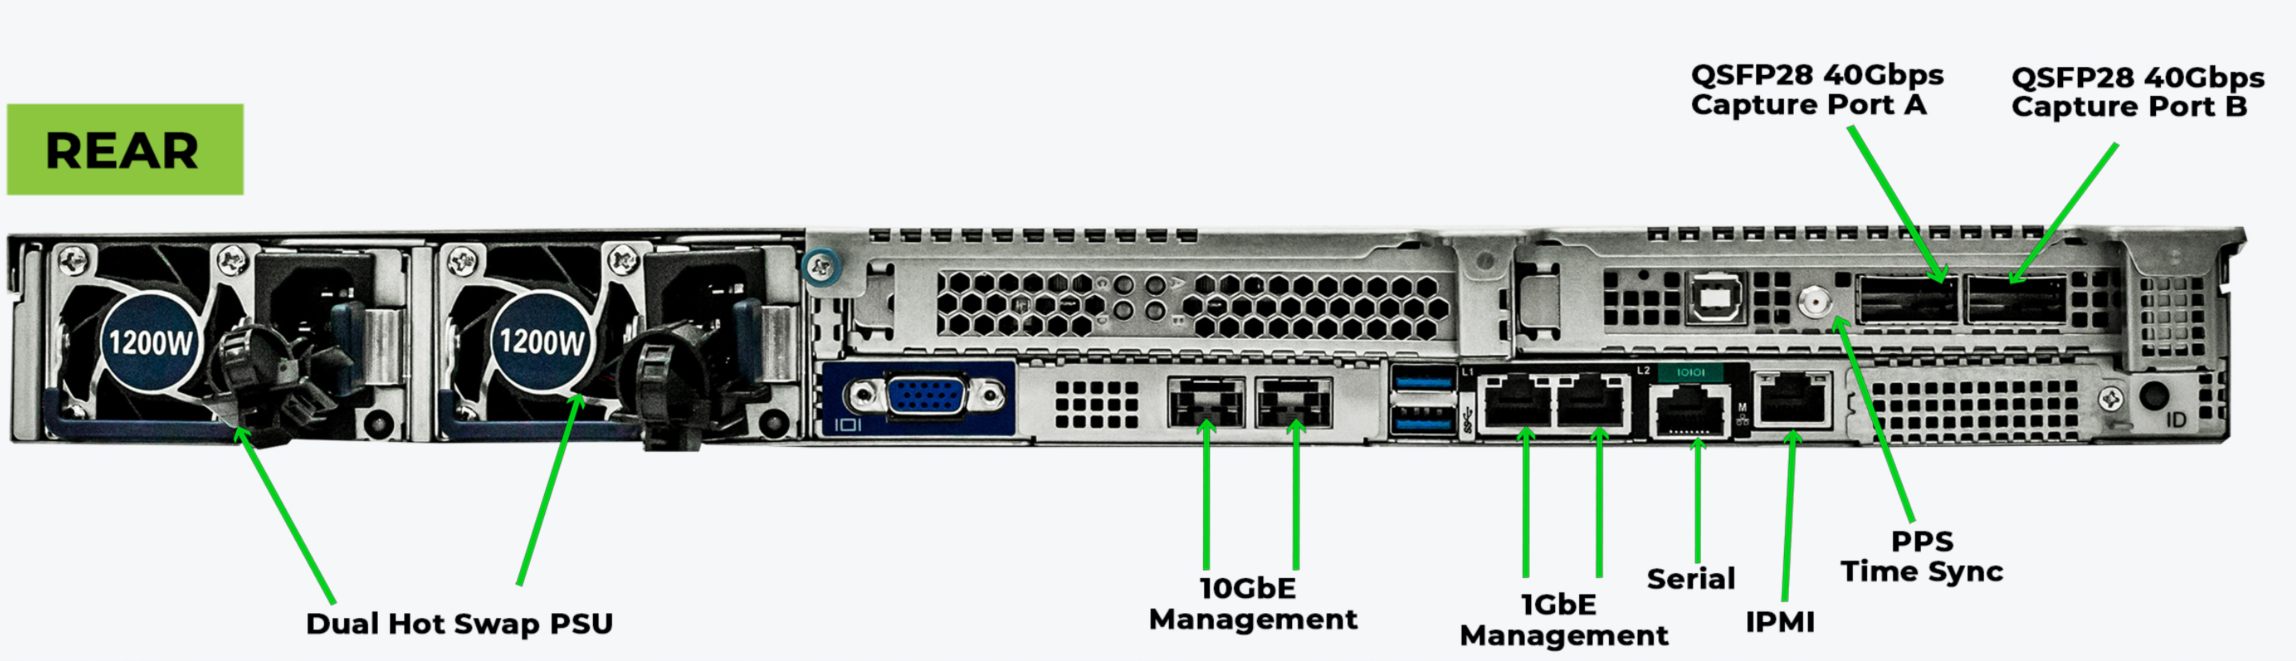 REAR
QSFP28 40Gbps
Capture Port A
QSFP28 40Gbps
Capture Port B
1200W
1200W
L1
L2
10101
M
ID
Dual Hot Swap PSU
10GbE
Management
1GbE
Management
Serial
IPMI
PPS
Time Sync